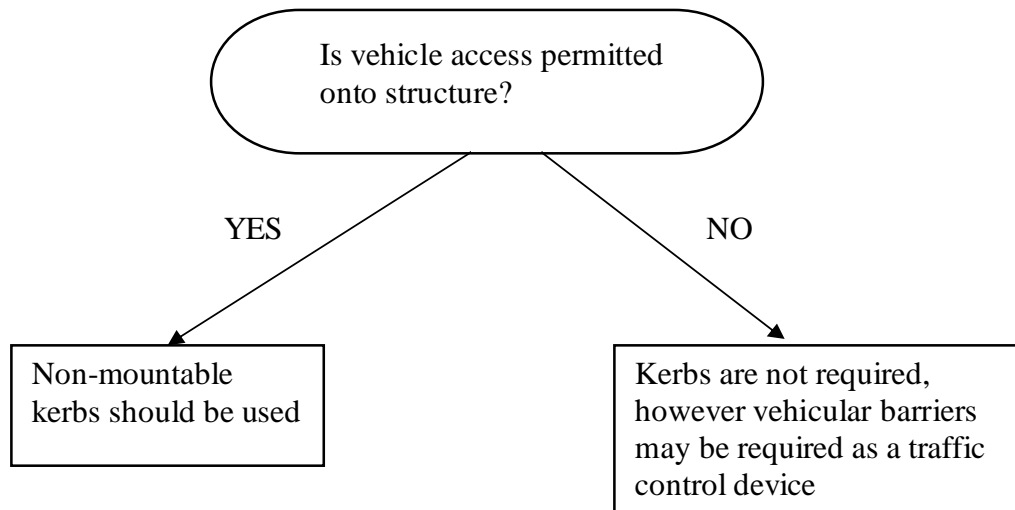 Is vehicle access permitted
onto structure?
YES
NO
Non-mountable
kerbs should be used
Kerbs are not required,
however vehicular barriers
may be required as a traffic
control device